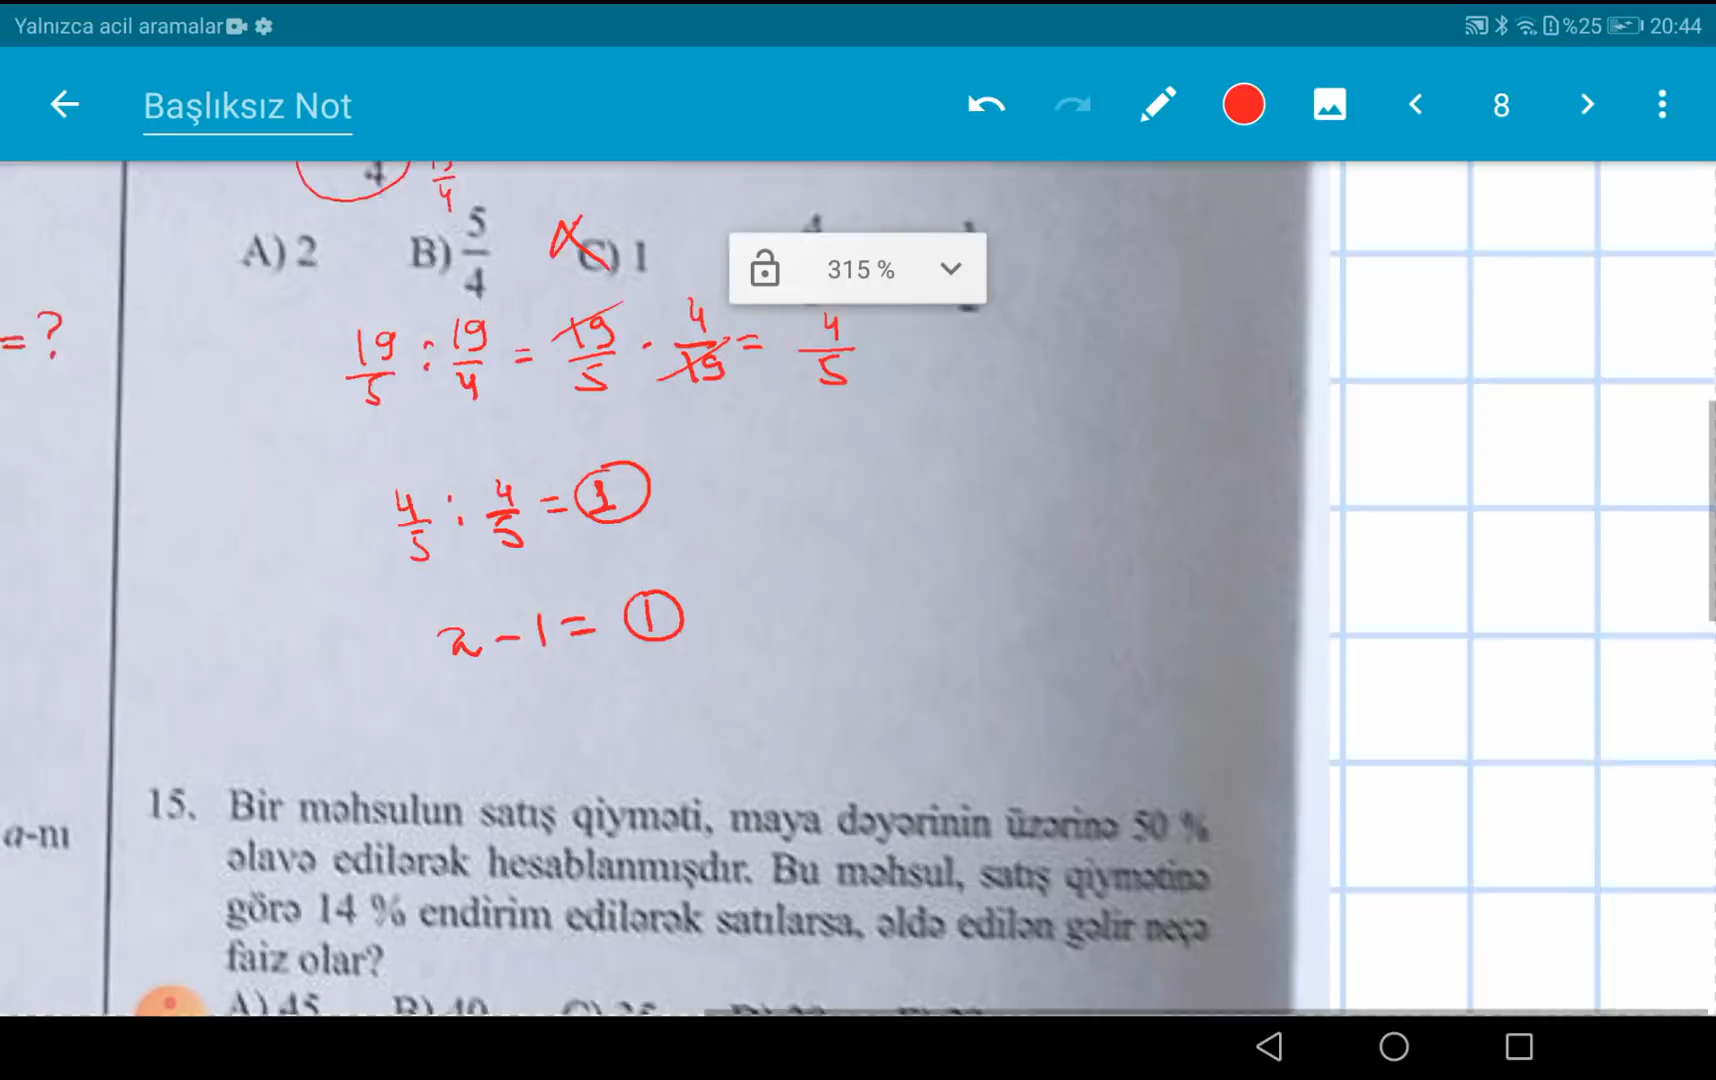 Yalnızca acil aramalar
%25 20:44
Başlıksız Not
8
4
A) 2 B) 5/4 C) 1
315 %
= ?
19/5 : 19/4 = 19/5 · 4/19 = 4/5
4/5 : 4/5 = 1
2 - 1 = 1
a-nı
15. Bir məhsulun satış qiyməti, maya dəyərinin üzərinə 50 %
əlavə edilərək hesablanmışdır. Bu məhsul, satış qiymətinə
görə 14 % endirim edilərək satılarsa, əldə edilən gəlir neçə
faiz olar?
A) 45 B) 40